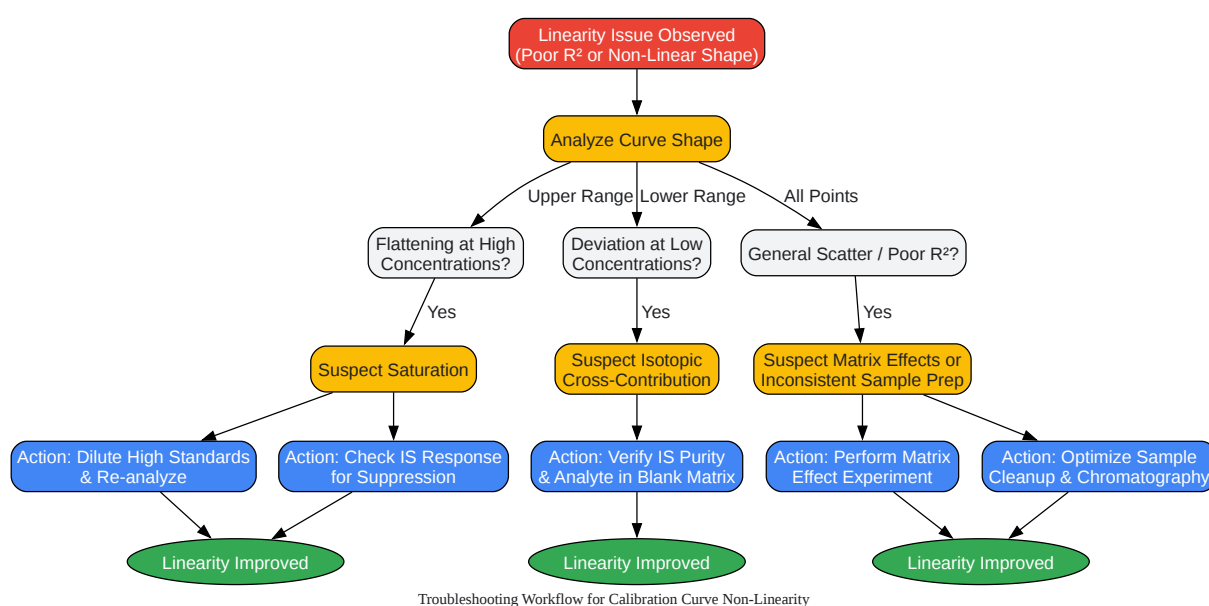 Linearity Issue Observed
(Poor R² or Non-Linear Shape)
Analyze Curve Shape
Upper Range
Lower Range
All Points
Flattening at High
Concentrations?
Deviation at Low
Concentrations?
General Scatter / Poor R²?
Yes
Yes
Yes
Suspect Saturation
Suspect Isotopic
Cross-Contribution
Suspect Matrix Effects or
Inconsistent Sample Prep
Action: Dilute High Standards
& Re-analyze
Action: Check IS Response
for Suppression
Action: Verify IS Purity
& Analyte in Blank Matrix
Action: Perform Matrix
Effect Experiment
Action: Optimize Sample
Cleanup & Chromatography
Linearity Improved
Linearity Improved
Linearity Improved
Troubleshooting Workflow for Calibration Curve Non-Linearity